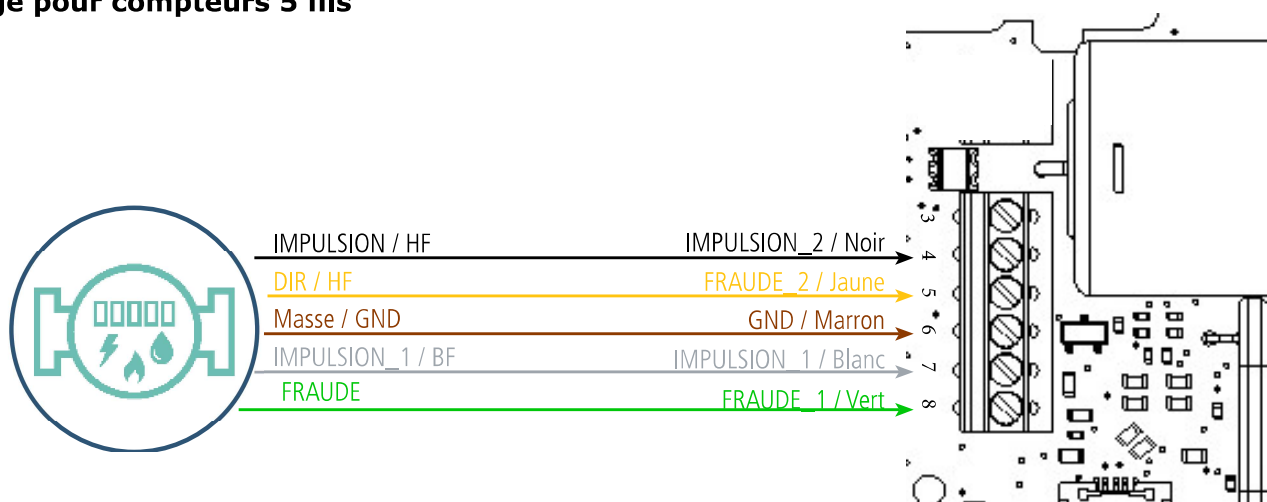 ge pour compteurs 5 fils
3
IMPULSION / HF IMPULSION_2 / Noir 4
DIR / HF FRAUDE_2 / Jaune 5
Masse / GND GND / Marron 6
IMPULSION_1 / BF IMPULSION_1 / Blanc 7
FRAUDE FRAUDE_1 / Vert 8